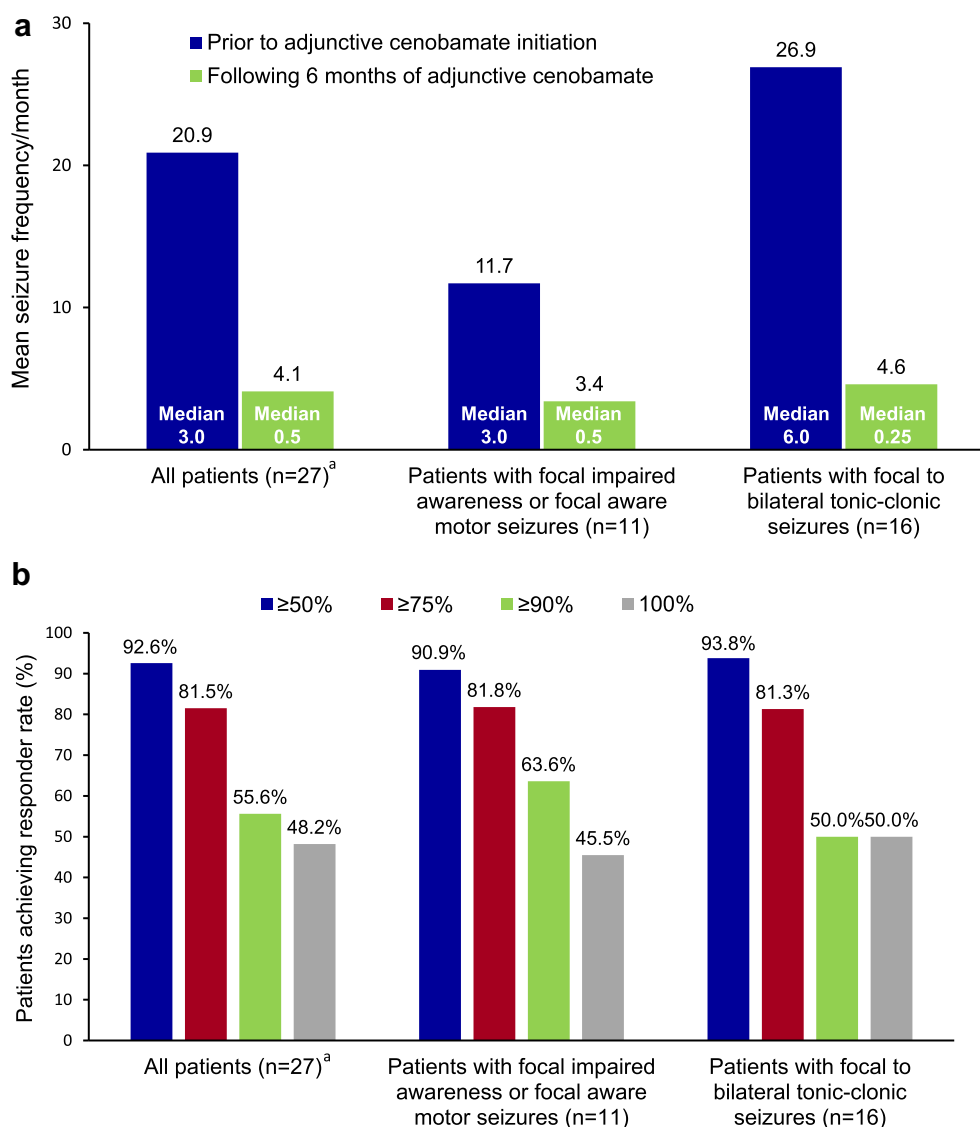 a
Mean seizure frequency/month
30
20
10
0
Prior to adjunctive cenobamate initiation
Following 6 months of adjunctive cenobamate
20.9
4.1
11.7
3.4
26.9
4.6
Median
3.0
Median
0.5
Median
3.0
Median
0.5
Median
6.0
Median
0.25
All patients (n=27)a
Patients with focal impaired
awareness or focal aware
motor seizures (n=11)
Patients with focal to
bilateral tonic-clonic
seizures (n=16)
b
≥50%
≥75%
≥90%
100%
Patients achieving responder rate (%)
100
90
80
70
60
50
40
30
20
10
0
92.6%
81.5%
55.6%
48.2%
90.9%
81.8%
63.6%
45.5%
93.8%
81.3%
50.0%
50.0%
All patients (n=27)a
Patients with focal impaired
awareness or focal aware
motor seizures (n=11)
Patients with focal to
bilateral tonic-clonic
seizures (n=16)